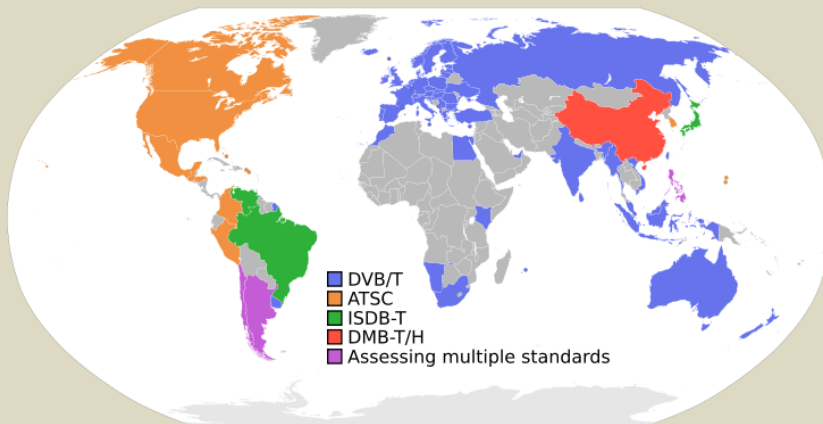 DVB/T
ATSC
ISDB-T
DMB-T/H
Assessing multiple standards